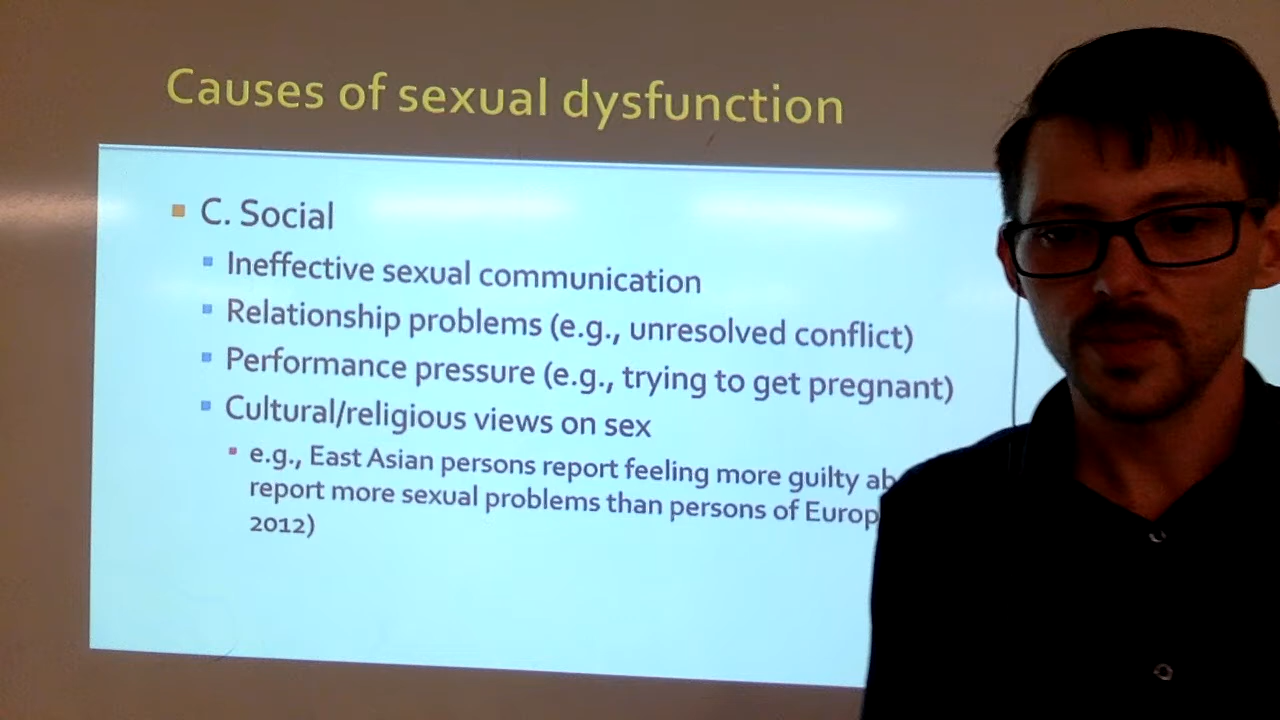 Causes of sexual dysfunction
C. Social
Ineffective sexual communication
Relationship problems (e.g., unresolved conflict)
Performance pressure (e.g., trying to get pregnant)
Cultural/religious views on sex
e.g., East Asian persons report feeling more guilty
report more sexual problems than persons of
2012)